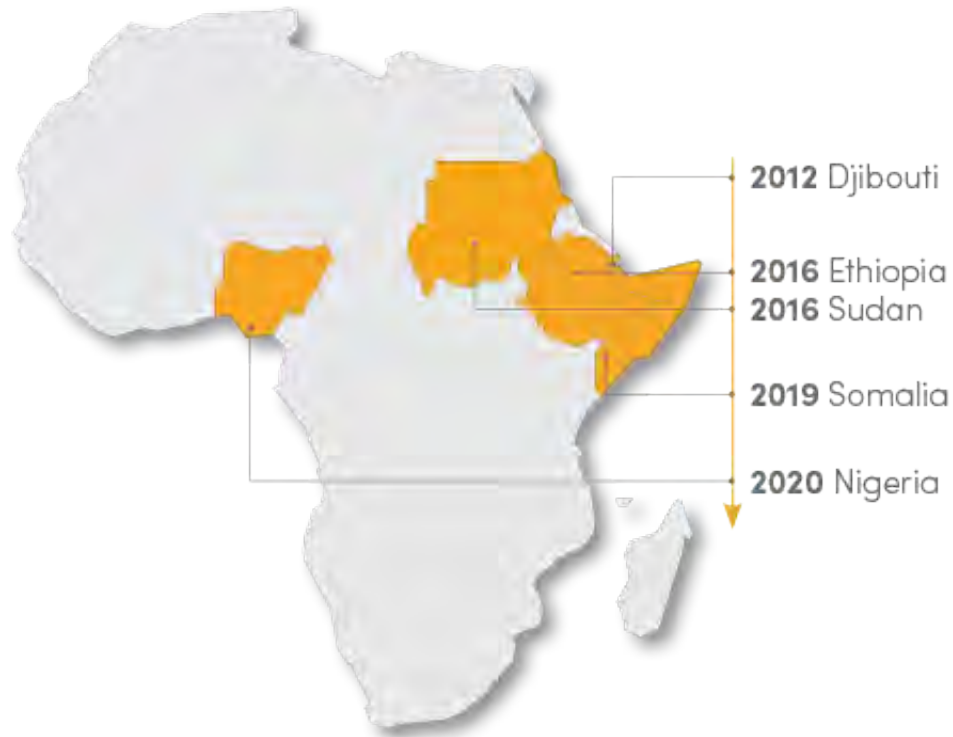 2012 Djibouti
2016 Ethiopia
2016 Sudan
2019 Somalia
2020 Nigeria